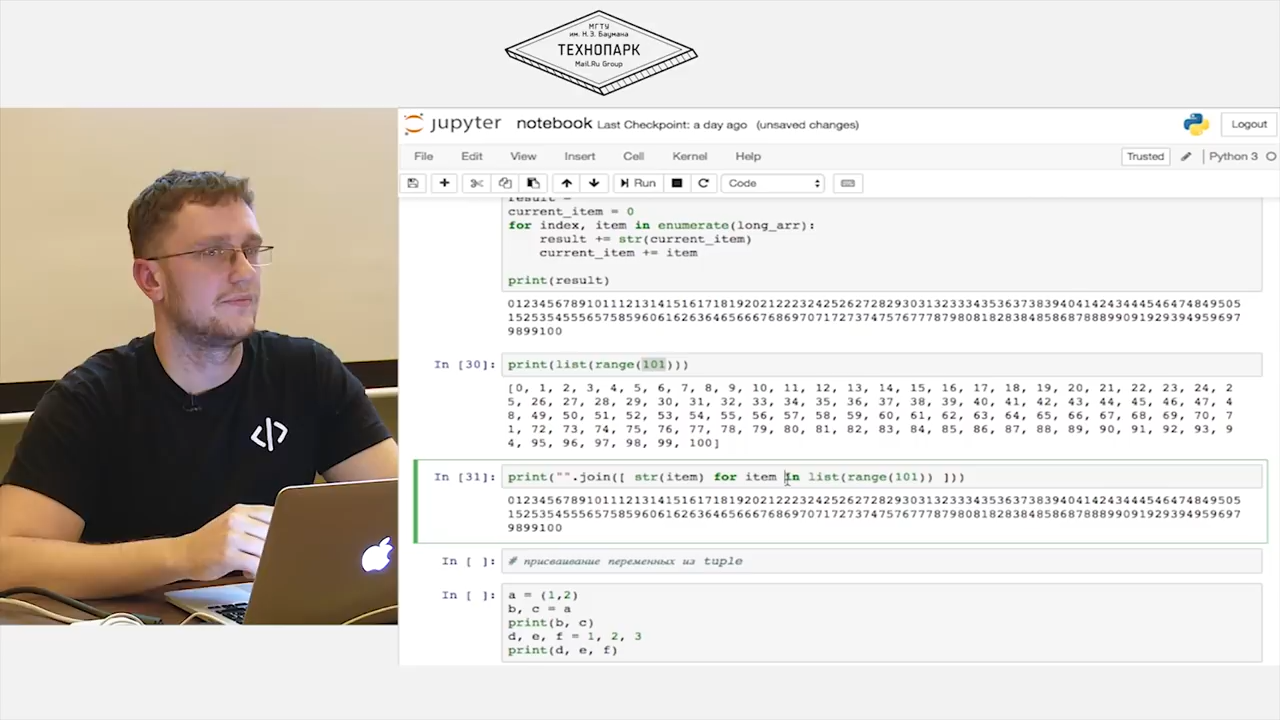 МГТУ
им. Н.Э. Баумана
ТЕХНОПАРК
Mail.Ru Group
jupyter notebook Last Checkpoint: a day ago (unsaved changes)
Logout
File Edit View Insert Cell Kernel Help
Trusted Python 3
Run Code
result =
current_item = 0
for index, item in enumerate(long_arr):
result += str(current_item)
current_item += item
print(result)
012345678910111213141516171819202122232425262728293031323334353637383940414243444546474849505
152535455565758596061626364656667686970717273747576777879808182838485868788899091929394959697
9899100
In [30]: print(list(range(101)))
[0, 1, 2, 3, 4, 5, 6, 7, 8, 9, 10, 11, 12, 13, 14, 15, 16, 17, 18, 19, 20, 21, 22, 23, 24, 2
5, 26, 27, 28, 29, 30, 31, 32, 33, 34, 35, 36, 37, 38, 39, 40, 41, 42, 43, 44, 45, 46, 47, 4
8, 49, 50, 51, 52, 53, 54, 55, 56, 57, 58, 59, 60, 61, 62, 63, 64, 65, 66, 67, 68, 69, 70, 7
1, 72, 73, 74, 75, 76, 77, 78, 79, 80, 81, 82, 83, 84, 85, 86, 87, 88, 89, 90, 91, 92, 93, 9
4, 95, 96, 97, 98, 99, 100]
In [31]: print("".join([ str(item) for item in list(range(101)) ]))
012345678910111213141516171819202122232425262728293031323334353637383940414243444546474849505
152535455565758596061626364656667686970717273747576777879808182838485868788899091929394959697
9899100
In [ ]: # присваивание переменных из tuple
In [ ]: a = (1,2)
b, c = a
print(b, c)
d, e, f = 1, 2, 3
print(d, e, f)